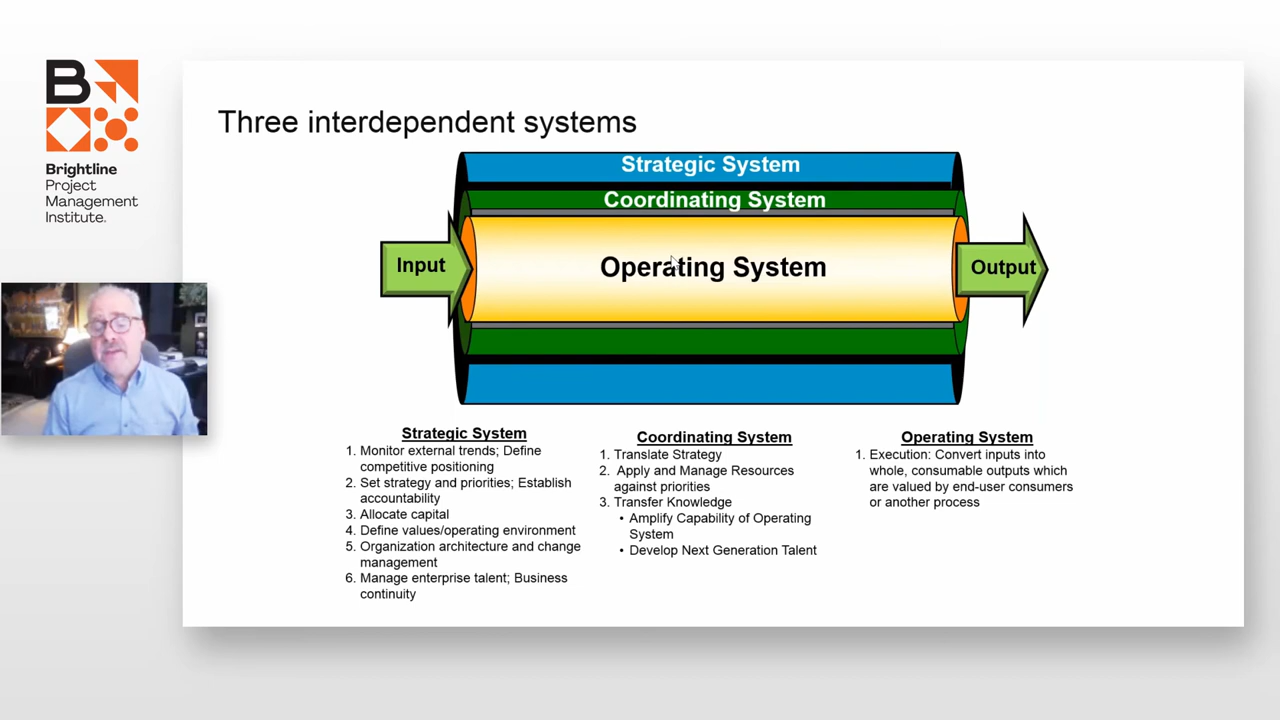 B
Brightline
Project
Management
Institute.
Three interdependent systems
Strategic System
Coordinating System
Input
Operating System
Output
Strategic System
1. Monitor external trends; Define
competitive positioning
2. Set strategy and priorities; Establish
accountability
3. Allocate capital
4. Define values/operating environment
5. Organization architecture and change
management
6. Manage enterprise talent; Business
continuity
Coordinating System
1. Translate Strategy
2. Apply and Manage Resources
against priorities
3. Transfer Knowledge
• Amplify Capability of Operating
System
• Develop Next Generation Talent
Operating System
1. Execution: Convert inputs into
whole, consumable outputs which
are valued by end-user consumers
or another process